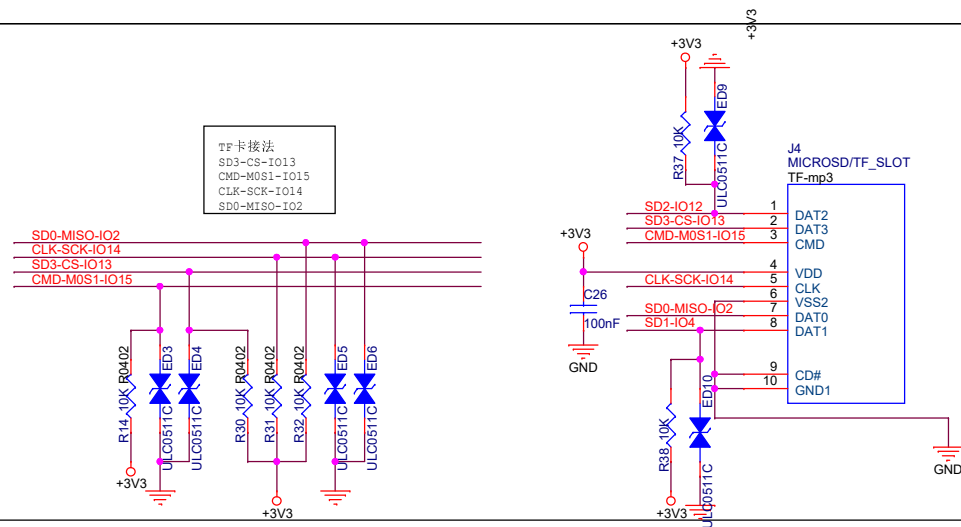 +3V3
+3V3
TF卡接法
SD3-CS-IO13
CMD-M0S1-IO15
CLK-SCK-IO14
SD0-MISO-IO2
SD0-MISO-IO2
CLK-SCK-IO14
SD3-CS-IO13
CMD-M0S1-IO15
R14 10K R0402
ED3
ULC0511C
ED4
ULC0511C
R30 10K R0402
R31 10K R0402
R32 10K R0402
ED5
ULC0511C
ED6
ULC0511C
+3V3
+3V3
R37 10K
ED9
ULC0511C
J4
MICROSD/TF_SLOT
TF-mp3
SD2-IO12 1 DAT2
SD3-CS-IO13 2 DAT3
CMD-M0S1-IO15 3 CMD
+3V3
4 VDD
CLK-SCK-IO14 5 CLK
C26
6 VSS2
SD0-MISO-IO2 7 DAT0
100nF
SD1-IO4 8 DAT1
GND
9 CD#
10 GND1
R38 10K
ED10
ULC0511C
GND
+3V3